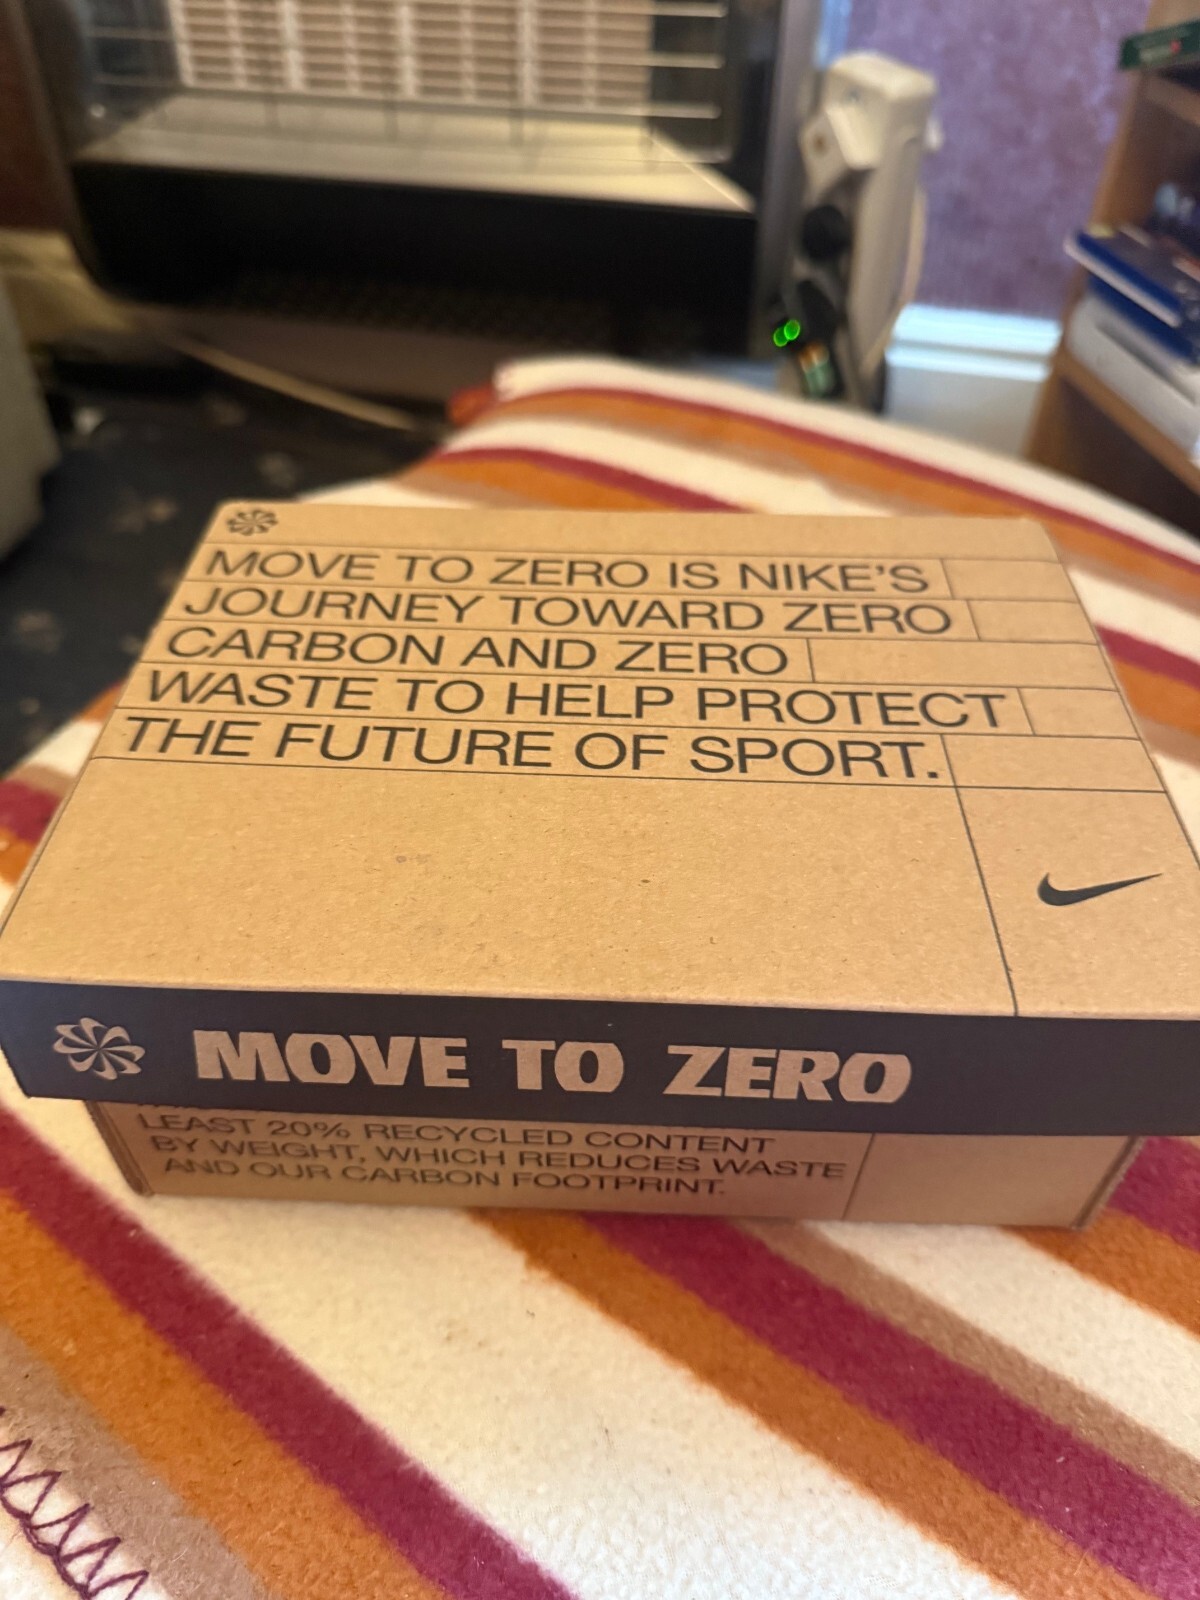 MOVE TO ZERO IS NIKE'S
JOURNEY TOWARD ZERO
CARBON AND ZERO
WASTE TO HELP PROTECT
THE FUTURE OF SPORT.
MOVE TO ZERO
LEAST 20% RECYCLED CONTENT
BY WEIGHT, WHICH REDUCES WASTE
AND OUR CARBON FOOTPRINT.